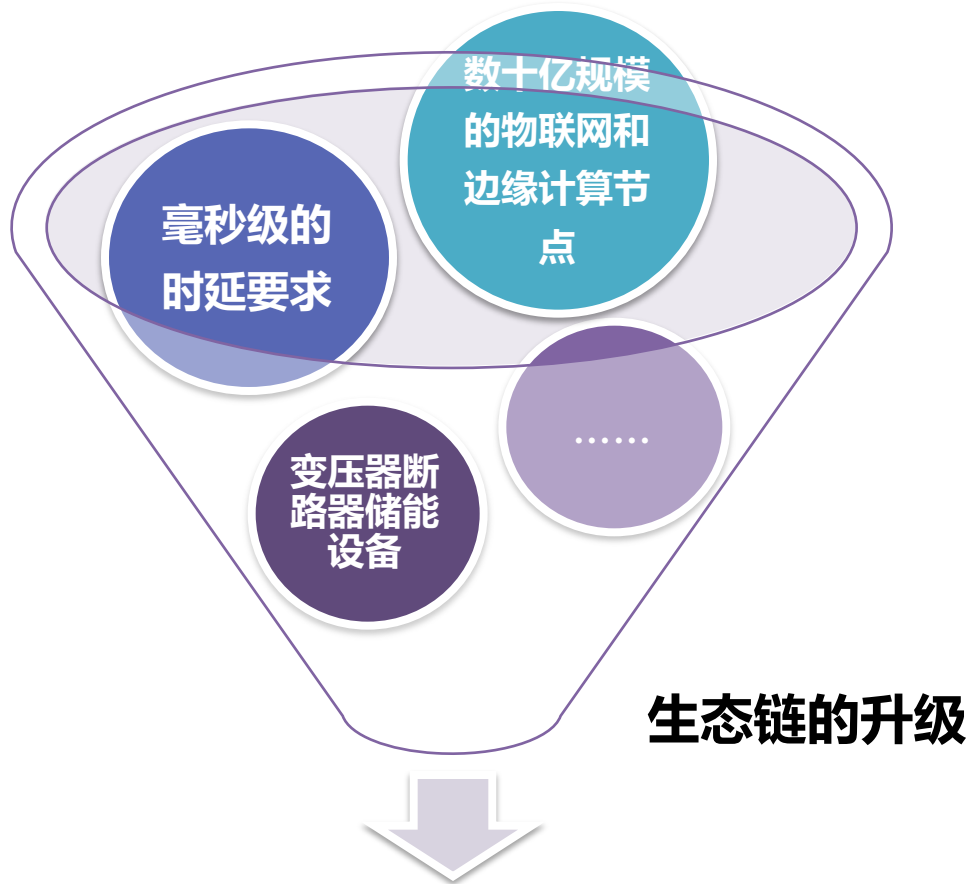 数十亿规模
的物联网和
边缘计算节
点
毫秒级的
时延要求
......
变压器断
路器储能
设备
生态链的升级